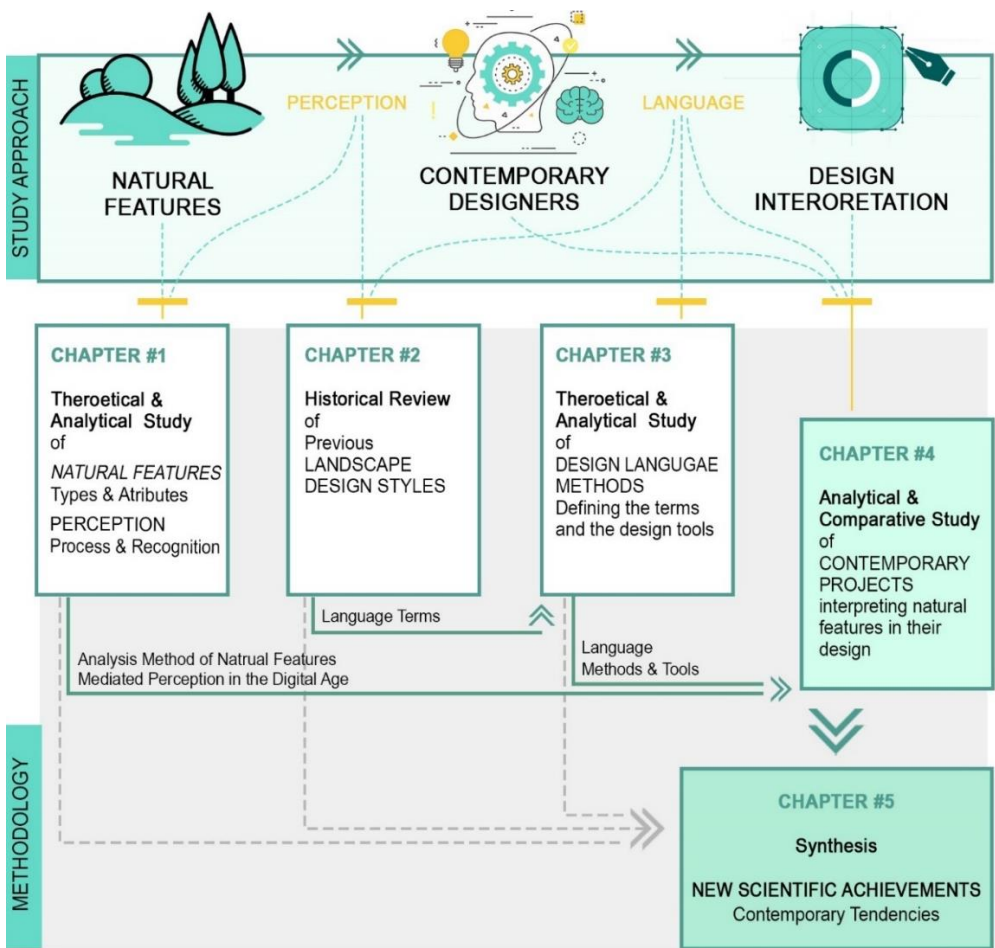 STUDY APPROACH
PERCEPTION
LANGUAGE
NATURAL
FEATURES
CONTEMPORARY
DESIGNERS
DESIGN
INTERORETATION
CHAPTER #1
Theroetical &
Analytical Study
of
NATURAL FEATURES
Types & Atributes
PERCEPTION
Process & Recognition
CHAPTER #2
Historical Review
of
Previous
LANDSCAPE
DESIGN STYLES
CHAPTER #3
Theroetical &
Analytical Study
of
DESIGN LANGUGAE
METHODS
Defining the terms
and the design tools
CHAPTER #4
Analytical &
Comparative Study
of
CONTEMPORARY
PROJECTS
interpreting natural
features in their
design
Language Terms
Analysis Method of Natrual Features
Mediated Perception in the Digital Age
Language
Methods & Tools
METHODOLOGY
CHAPTER #5
Synthesis
NEW SCIENTIFIC ACHIEVEMENTS
Contemporary Tendencies